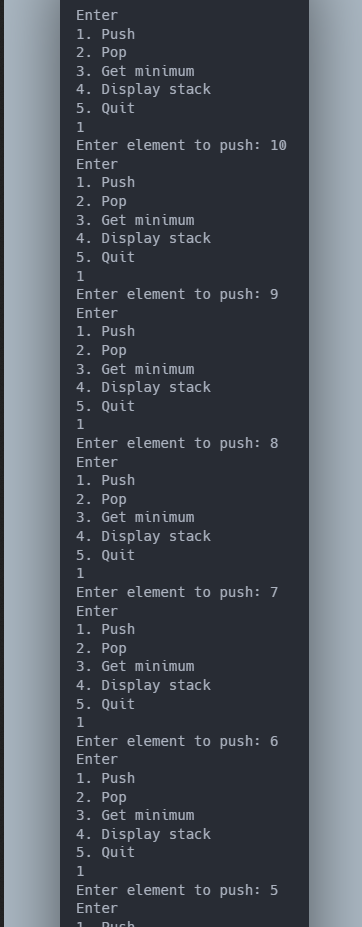 Enter
1. Push
2. Pop
3. Get minimum
4. Display stack
5. Quit
1
Enter element to push: 10
Enter
1. Push
2. Pop
3. Get minimum
4. Display stack
5. Quit
1
Enter element to push: 9
Enter
1. Push
2. Pop
3. Get minimum
4. Display stack
5. Quit
1
Enter element to push: 8
Enter
1. Push
2. Pop
3. Get minimum
4. Display stack
5. Quit
1
Enter element to push: 7
Enter
1. Push
2. Pop
3. Get minimum
4. Display stack
5. Quit
1
Enter element to push: 6
Enter
1. Push
2. Pop
3. Get minimum
4. Display stack
5. Quit
1
Enter element to push: 5
Enter
1. Push